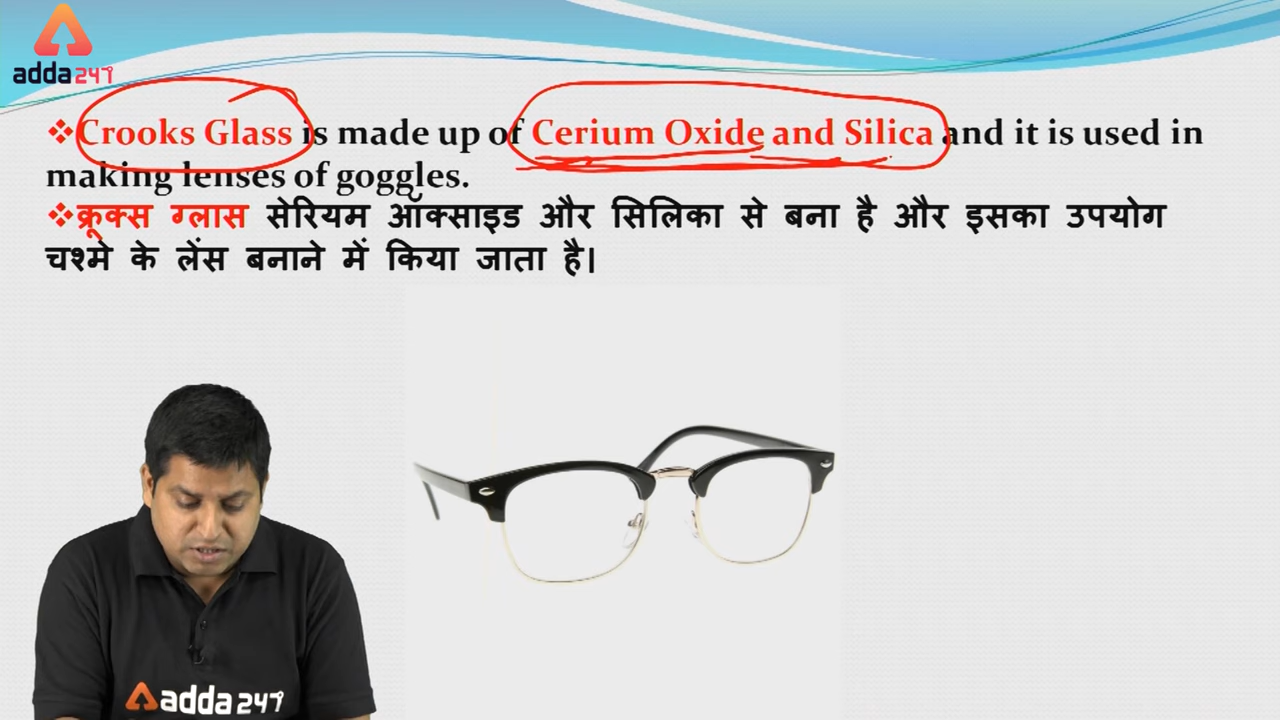 adda247
❖Crooks Glass is made up of Cerium Oxide and Silica and it is used in
making lenses of goggles.
❖क्रूक्स ग्लास सेरियम ऑक्साइड और सिलिका से बना है और इसका उपयोग
चश्मे के लेंस बनाने में किया जाता है।
adda247